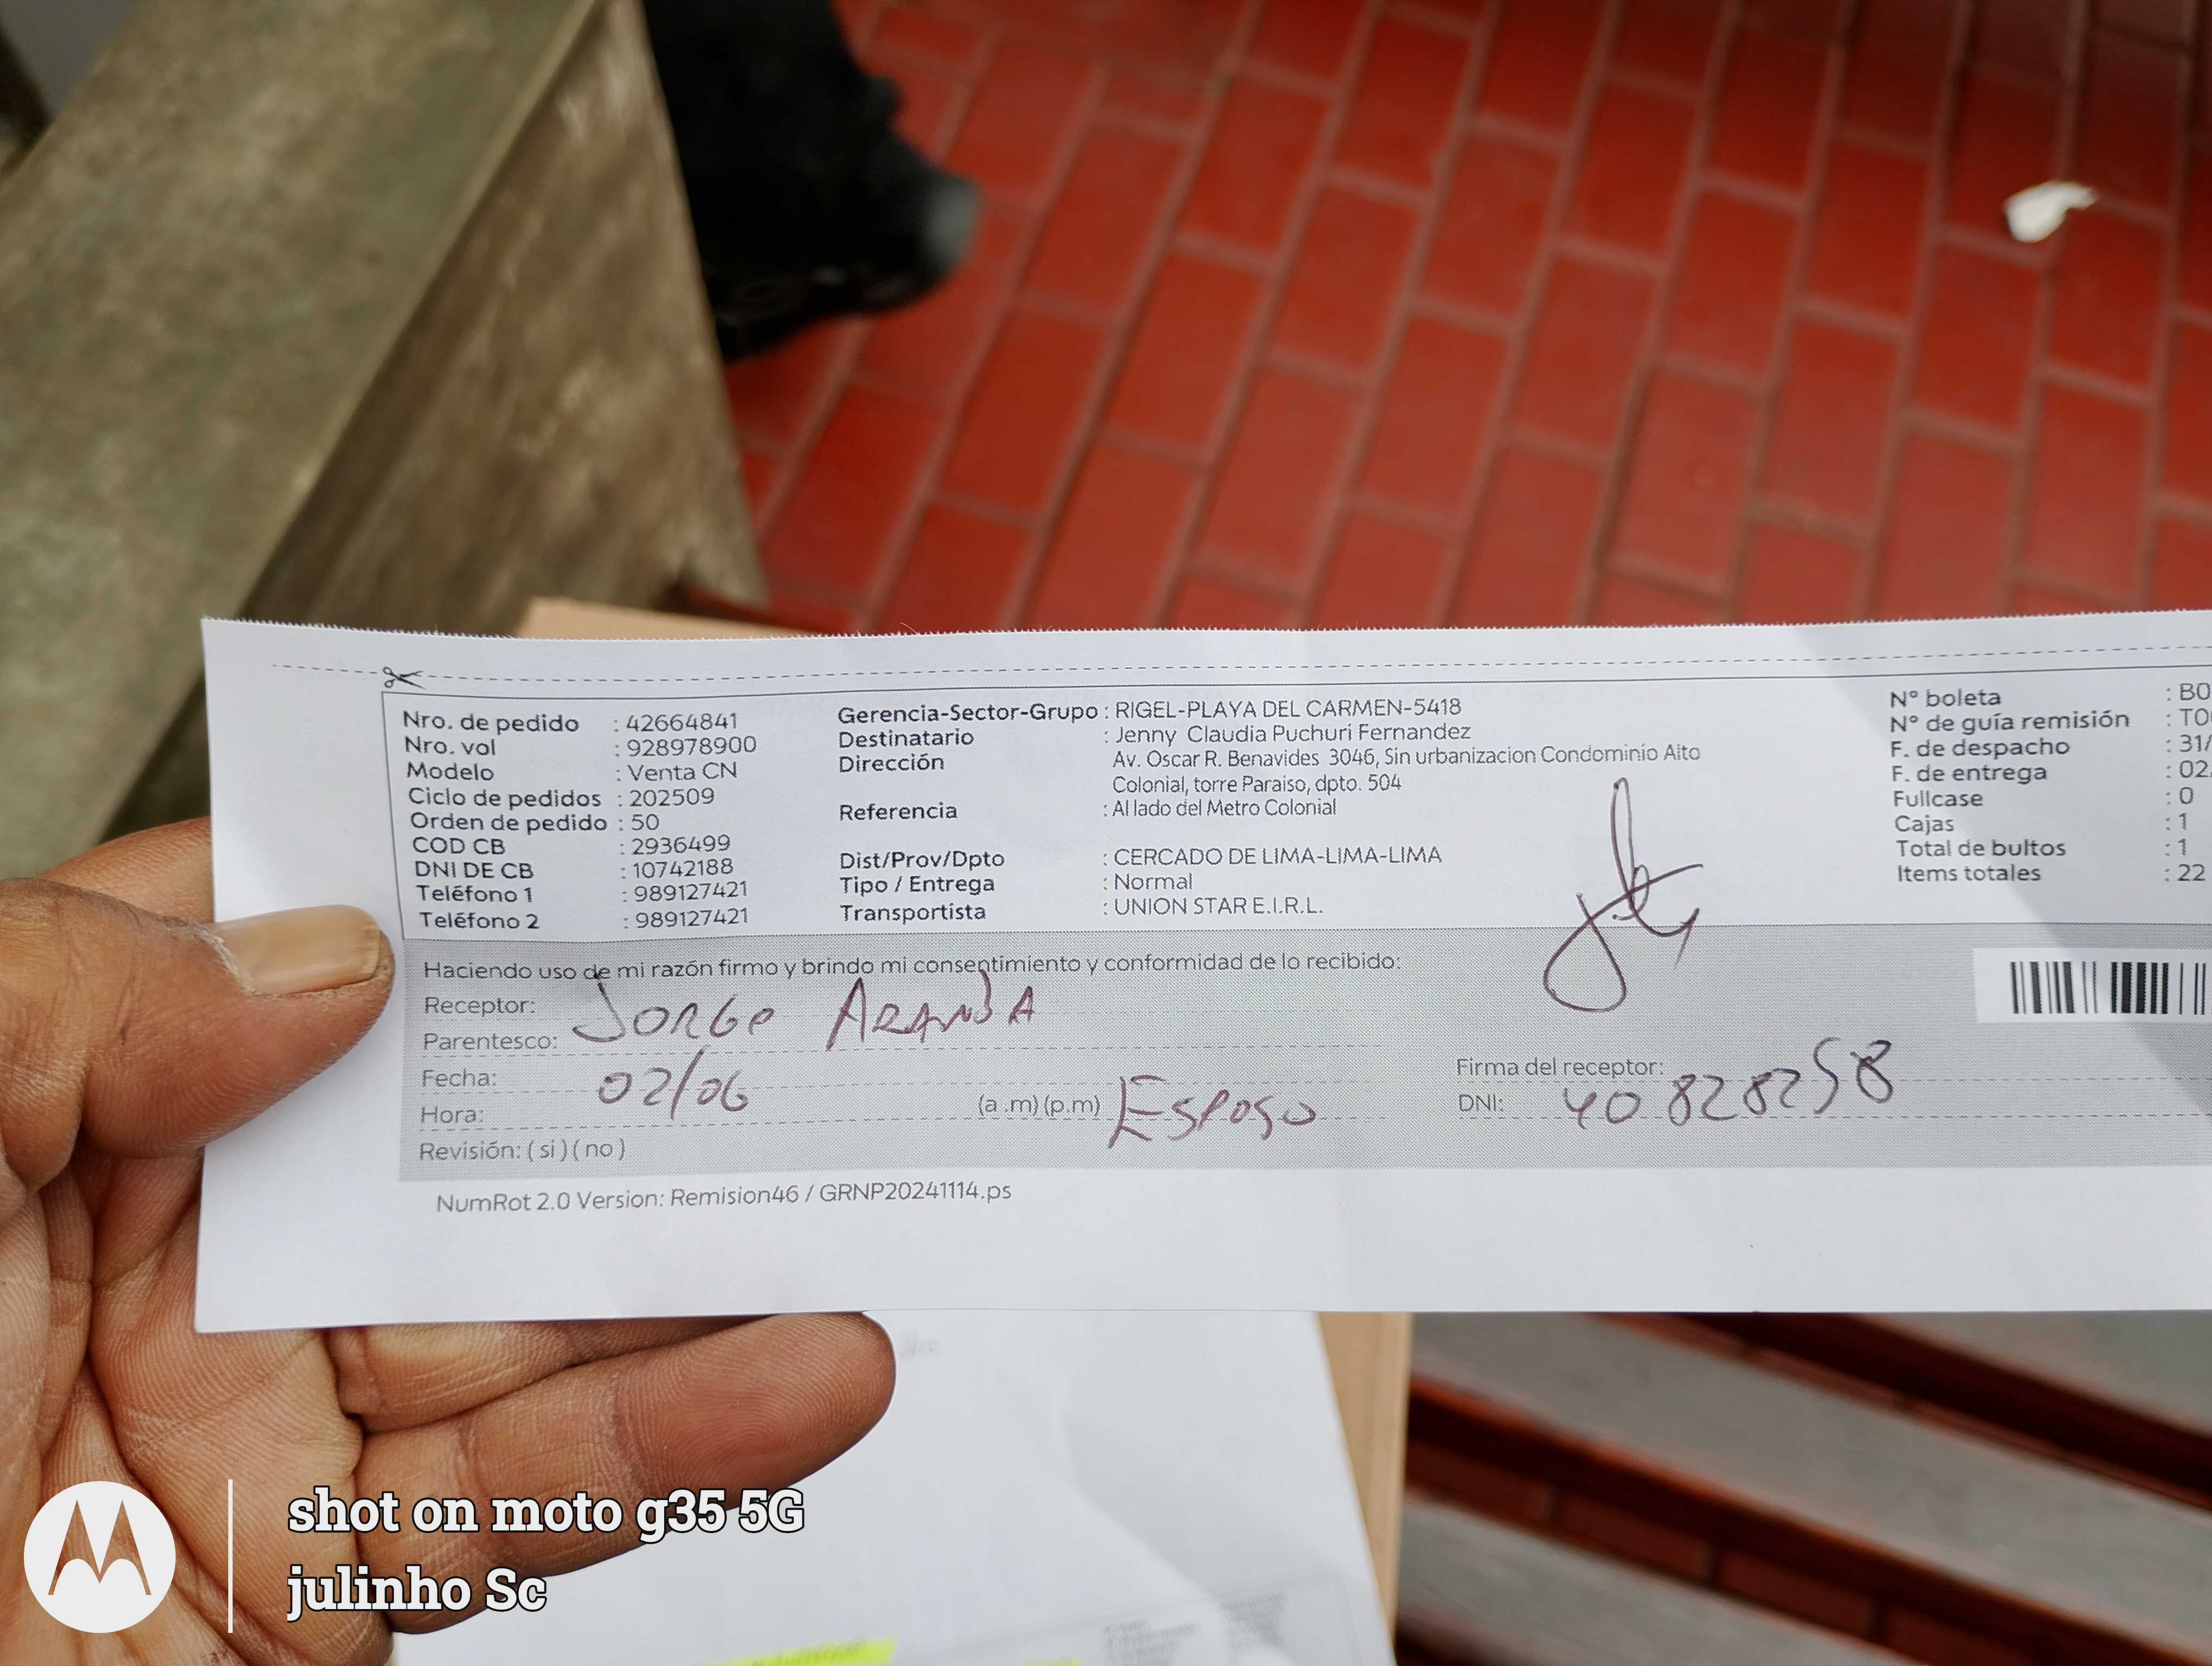 Nro. de pedido : 42664841
Nro. vol : 928978900
Modelo : Venta CN
Ciclo de pedidos : 202509
Orden de pedido : 50
COD CB : 2936499
DNI DE CB : 10742188
Teléfono 1 : 989127421
Teléfono 2 : 989127421
Gerencia-Sector-Grupo : RIGEL-PLAYA DEL CARMEN-5418
Destinatario : Jenny Claudia Puchuri Fernandez
Dirección Av. Oscar R. Benavides 3046, Sin urbanizacion Condominio Alto
Colonial, torre Paraiso, dpto. 504
Referencia : Al lado del Metro Colonial
Dist/Prov/Dpto : CERCADO DE LIMA-LIMA-LIMA
Tipo / Entrega : Normal
Transportista : UNION STAR E.I.R.L.
N° boleta : B0
N° de guía remisión : T0
F. de despacho : 31/
F. de entrega : 02
Fullcase : 0
Cajas : 1
Total de bultos : 1
Items totales : 22
Haciendo uso de mi razón firmo y brindo mi consentimiento y conformidad de lo recibido:
Receptor: JORGE ARANDA
Parentesco:
Fecha: 02/06
Hora: (a .m) (p.m) Esposo
Revisión: ( si ) ( no )
Firma del receptor:
DNI: 40828258
NumRot 2.0 Version: Remision46 / GRNP20241114.ps
shot on moto g35 5G
julinho Sc